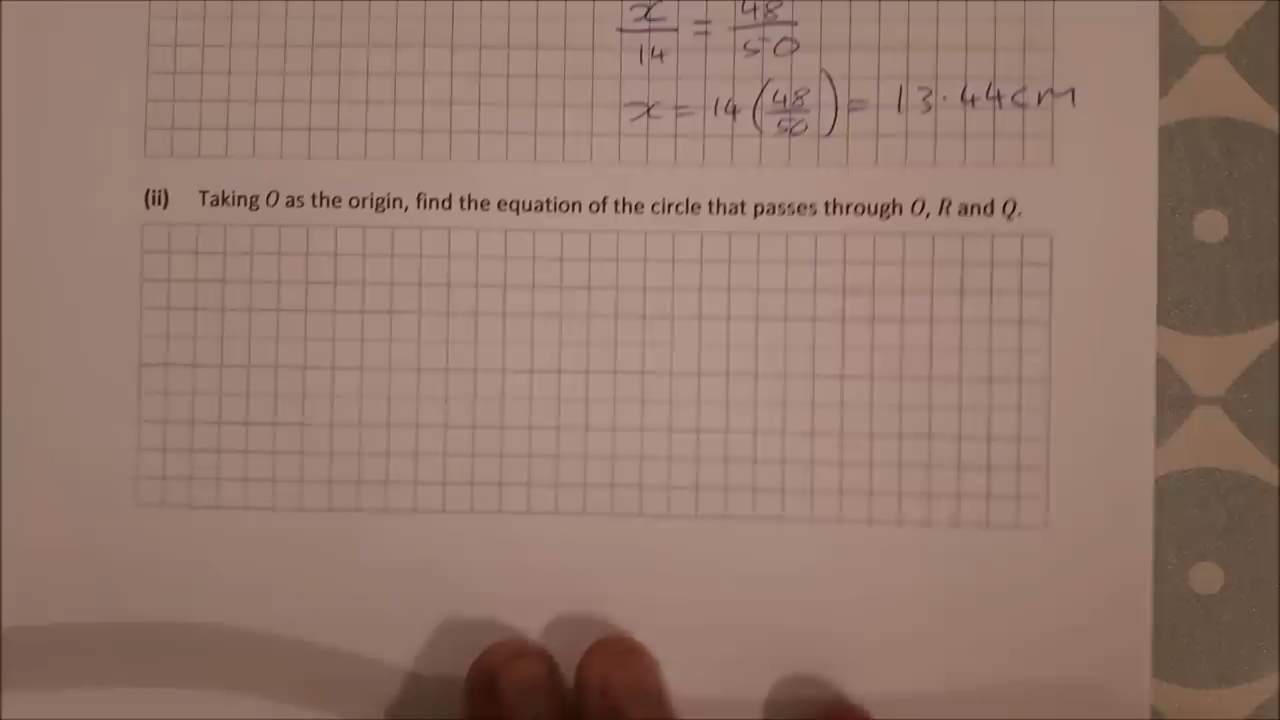 x/14 = 48/50
x = 14 (48/50) = 13.44cm
(ii) Taking O as the origin, find the equation of the circle that passes through O, R and Q.